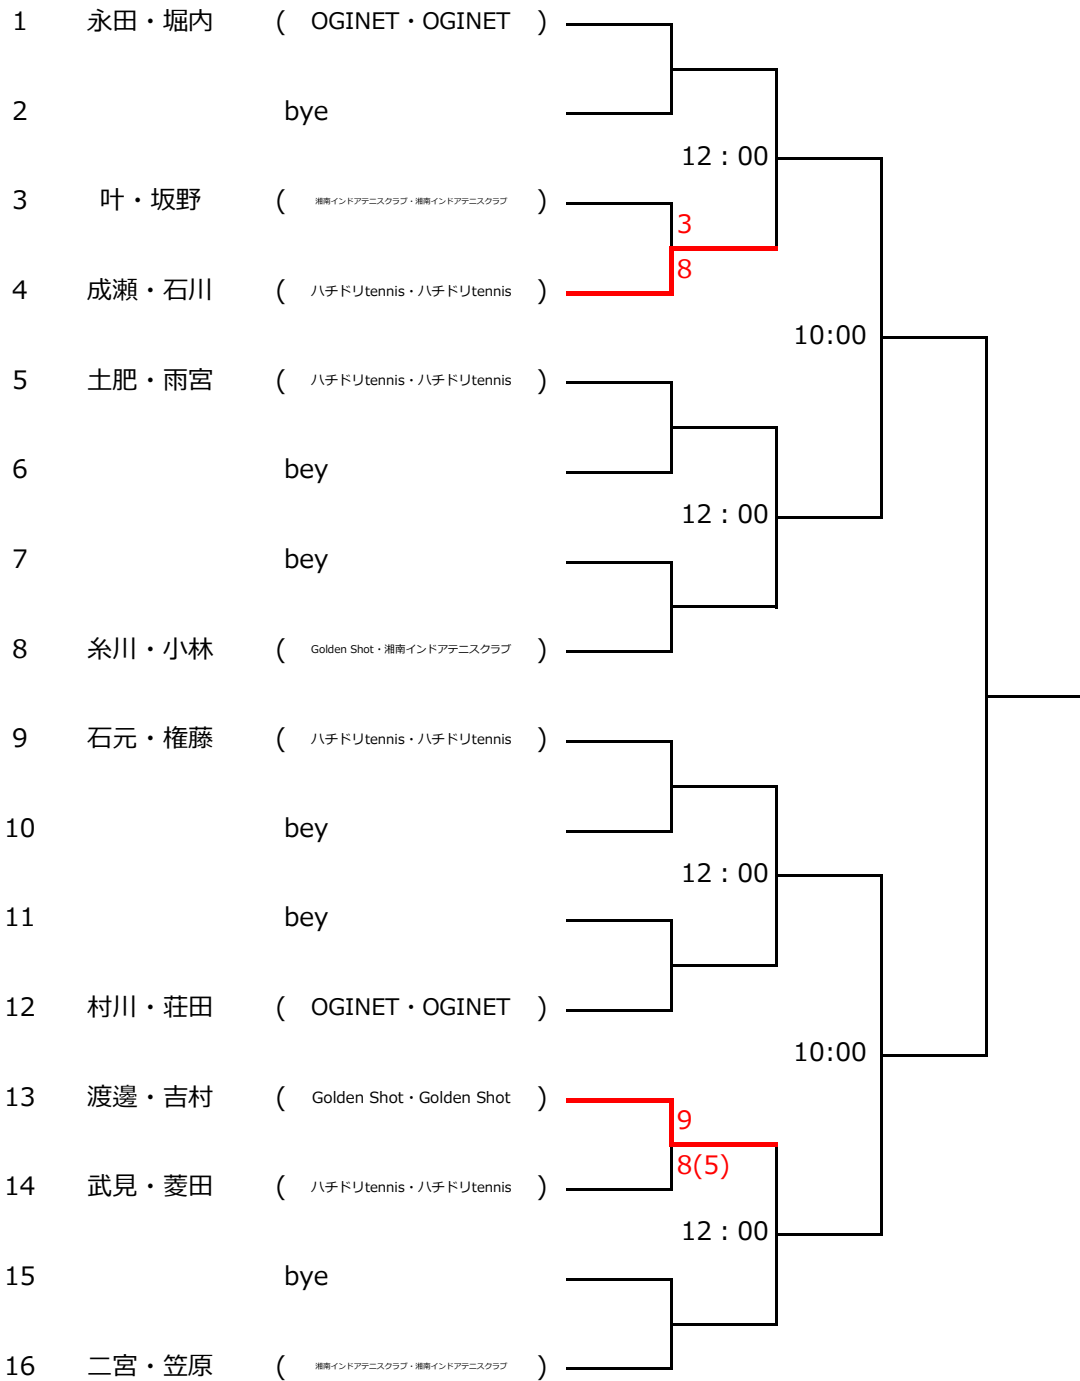 1 永田・堀内 ( OGINET・OGINET )
2 bye
12：00
3 叶・坂野 ( 湘南インドアテニスクラブ・湘南インドアテニスクラブ )
3
8
4 成瀬・石川 ( ハチドリtennis・ハチドリtennis )
10:00
5 土肥・雨宮 ( ハチドリtennis・ハチドリtennis )
6 bey
12：00
7 bey
8 糸川・小林 ( Golden Shot・湘南インドアテニスクラブ )
9 石元・権藤 ( ハチドリtennis・ハチドリtennis )
10 bey
12：00
11 bey
12 村川・荘田 ( OGINET・OGINET )
10:00
13 渡邊・吉村 ( Golden Shot・Golden Shot )
9
8(5)
14 武見・菱田 ( ハチドリtennis・ハチドリtennis )
12：00
15 bye
16 二宮・笠原 ( 湘南インドアテニスクラブ・湘南インドアテニスクラブ )